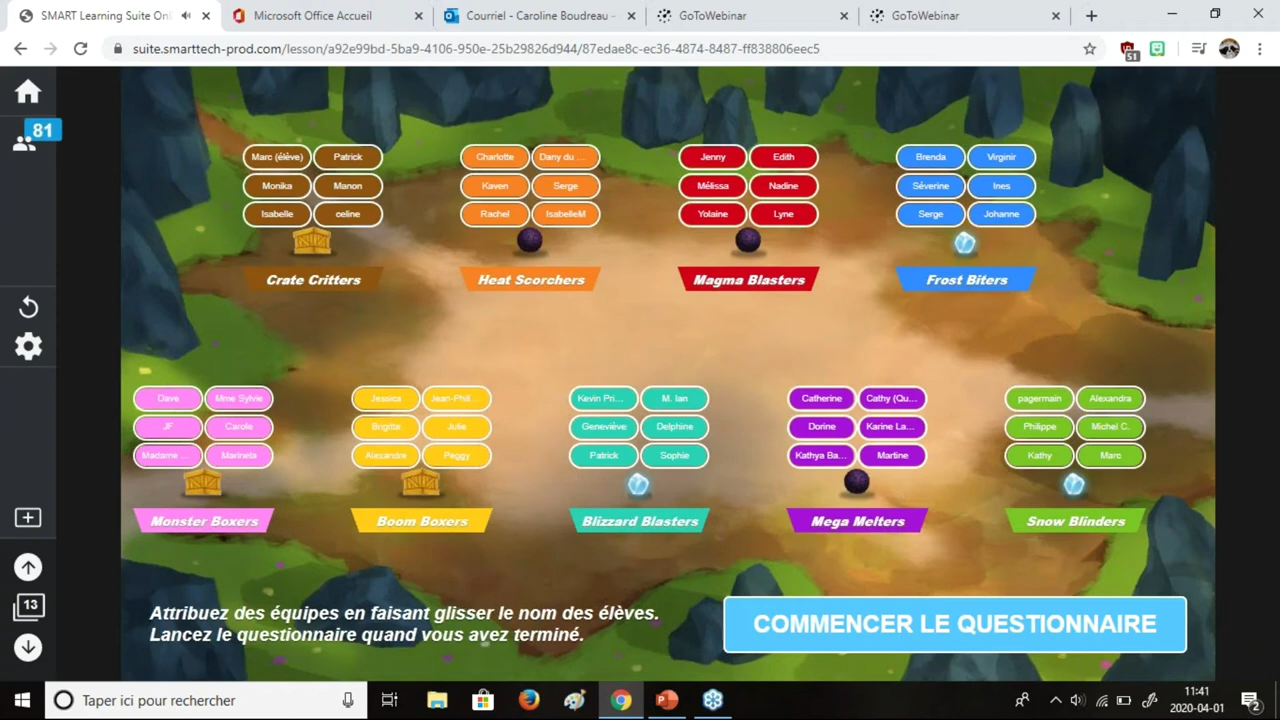 SMART Learning Suite Onl
Microsoft Office Accueil
Courriel - Caroline Boudreau -
GoToWebinar
GoToWebinar
suite.smarttech-prod.com/lesson/a92e99bd-5ba9-4106-950e-25b29826d944/87edae8c-ec36-4874-8487-ff838806eec5
51
81
Marc (élève) Patrick
Monika Manon
Isabelle celine
Crate Critters
Charlotte Dany du ...
Kaven Serge
Rachel IsabelleM
Heat Scorchers
Jenny Edith
Mélissa Nadine
Yolaine Lyne
Magma Blasters
Brenda Virginir
Séverine Ines
Serge Johanne
Frost Biters
Dave Mme Sylvie
JF Carole
Madame ... Marinela
Monster Boxers
Jessica Jean-Phil...
Brigitta Julie
Alexandre Peggy
Boom Boxers
Kevin Pri... M. Ian
Geneviève Delphine
Patrick Sophie
Blizzard Blasters
Catherine Cathy (Qu...
Dorine Karine La...
Kathya Ba... Martine
Mega Melters
pagermain Alexandra
Philippe Michel C.
Kathy Marc
Snow Blinders
13
Attribuez des équipes en faisant glisser le nom des élèves.
Lancez le questionnaire quand vous avez terminé.
COMMENCER LE QUESTIONNAIRE
Taper ici pour rechercher
11:41
2020-04-01
2